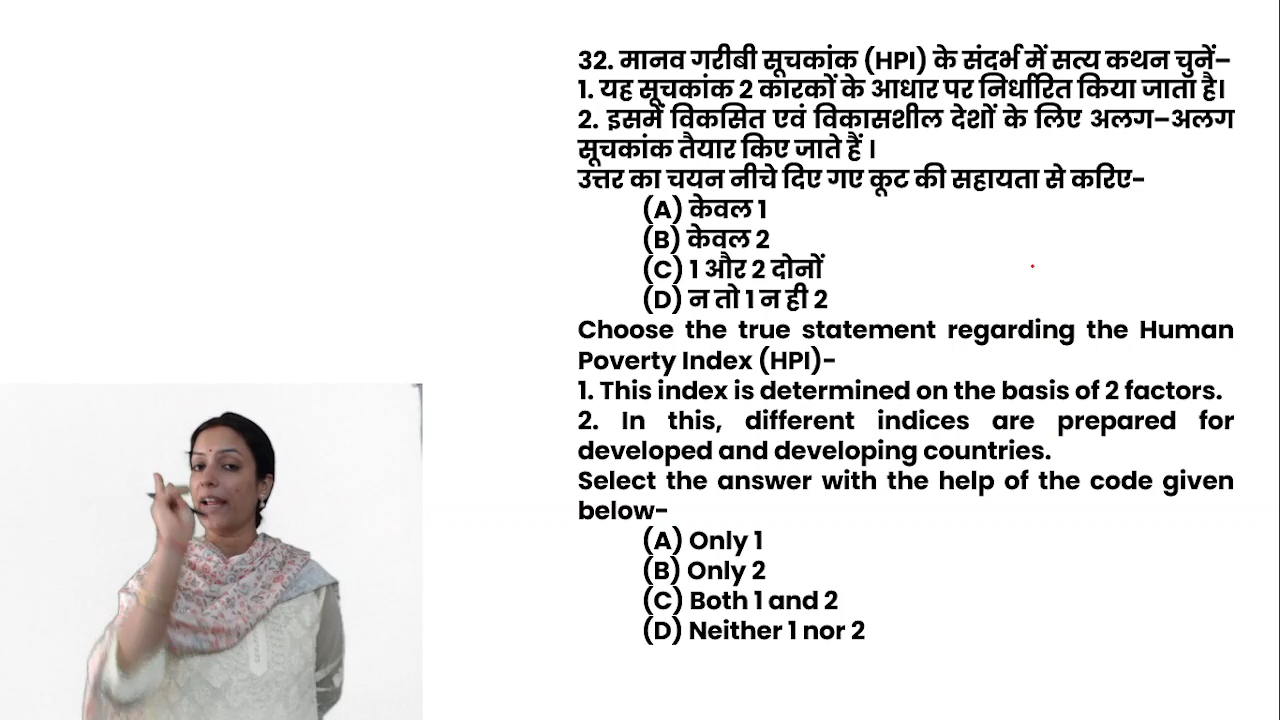 32. मानव गरीबी सूचकांक (HPI) के संदर्भ में सत्य कथन चुनें–
1. यह सूचकांक 2 कारकों के आधार पर निर्धारित किया जाता है।
2. इसमें विकसित एवं विकासशील देशों के लिए अलग–अलग
सूचकांक तैयार किए जाते हैं ।
उत्तर का चयन नीचे दिए गए कूट की सहायता से करिए-
(A) केवल 1
(B) केवल 2
(C) 1 और 2 दोनों
(D) न तो 1 न ही 2
Choose the true statement regarding the Human
Poverty Index (HPI)-
1. This index is determined on the basis of 2 factors.
2. In this, different indices are prepared for
developed and developing countries.
Select the answer with the help of the code given
below-
(A) Only 1
(B) Only 2
(C) Both 1 and 2
(D) Neither 1 nor 2